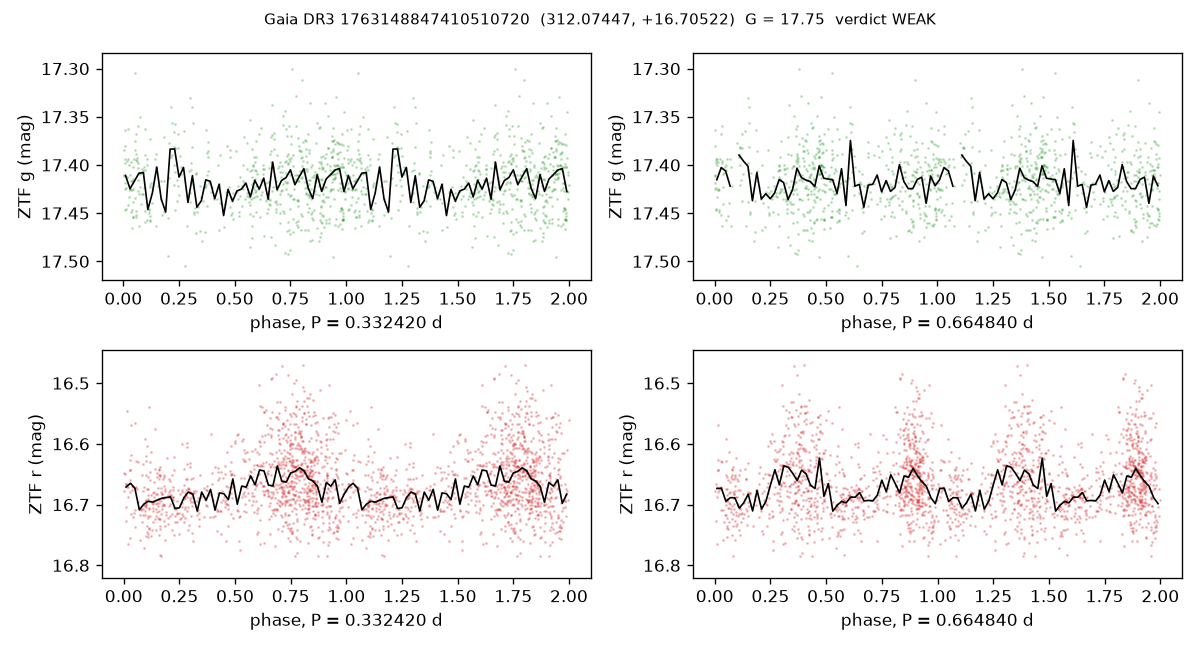 Gaia DR3 1763148847410510720  (312.07447, +16.70522)  G = 17.75  verdict WEAK
17.30
17.35
17.40
17.45
17.50
ZTF g (mag)
0.00 0.25 0.50 0.75 1.00 1.25 1.50 1.75 2.00
phase, P = 0.332420 d
17.30
17.35
17.40
17.45
17.50
ZTF g (mag)
0.00 0.25 0.50 0.75 1.00 1.25 1.50 1.75 2.00
phase, P = 0.664840 d
16.5
16.6
16.7
16.8
ZTF r (mag)
0.00 0.25 0.50 0.75 1.00 1.25 1.50 1.75 2.00
phase, P = 0.332420 d
16.5
16.6
16.7
16.8
ZTF r (mag)
0.00 0.25 0.50 0.75 1.00 1.25 1.50 1.75 2.00
phase, P = 0.664840 d